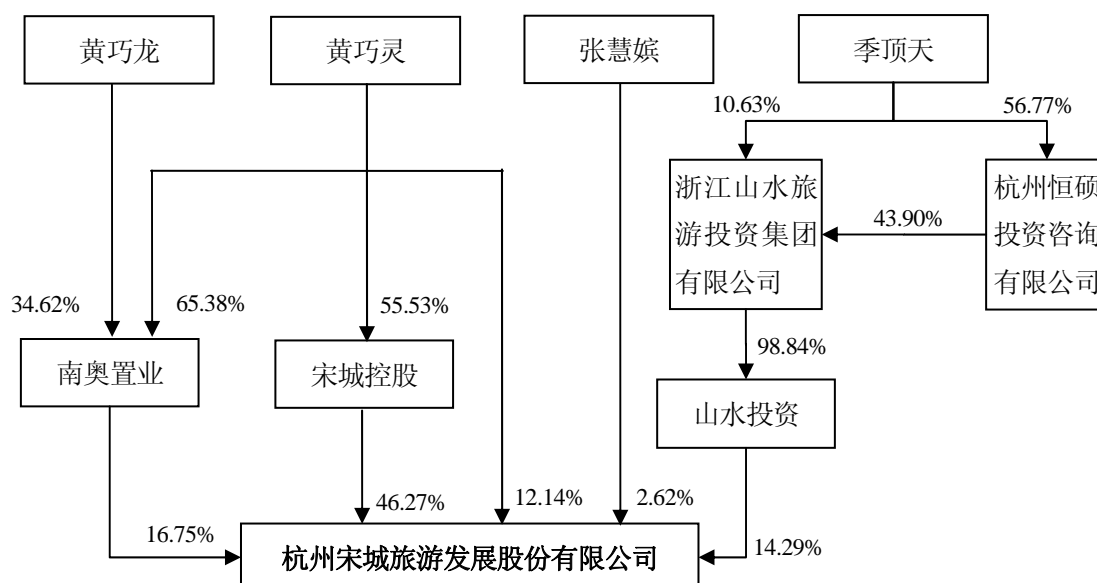 黄巧龙
黄巧灵
张慧嫔
季顶天
10.63%
56.77%
浙江山水旅
游投资集团
有限公司
杭州恒硕
投资咨询
有限公司
43.90%
34.62%
65.38%
55.53%
98.84%
南奥置业
宋城控股
山水投资
16.75%
46.27%
12.14%
2.62%
14.29%
杭州宋城旅游发展股份有限公司